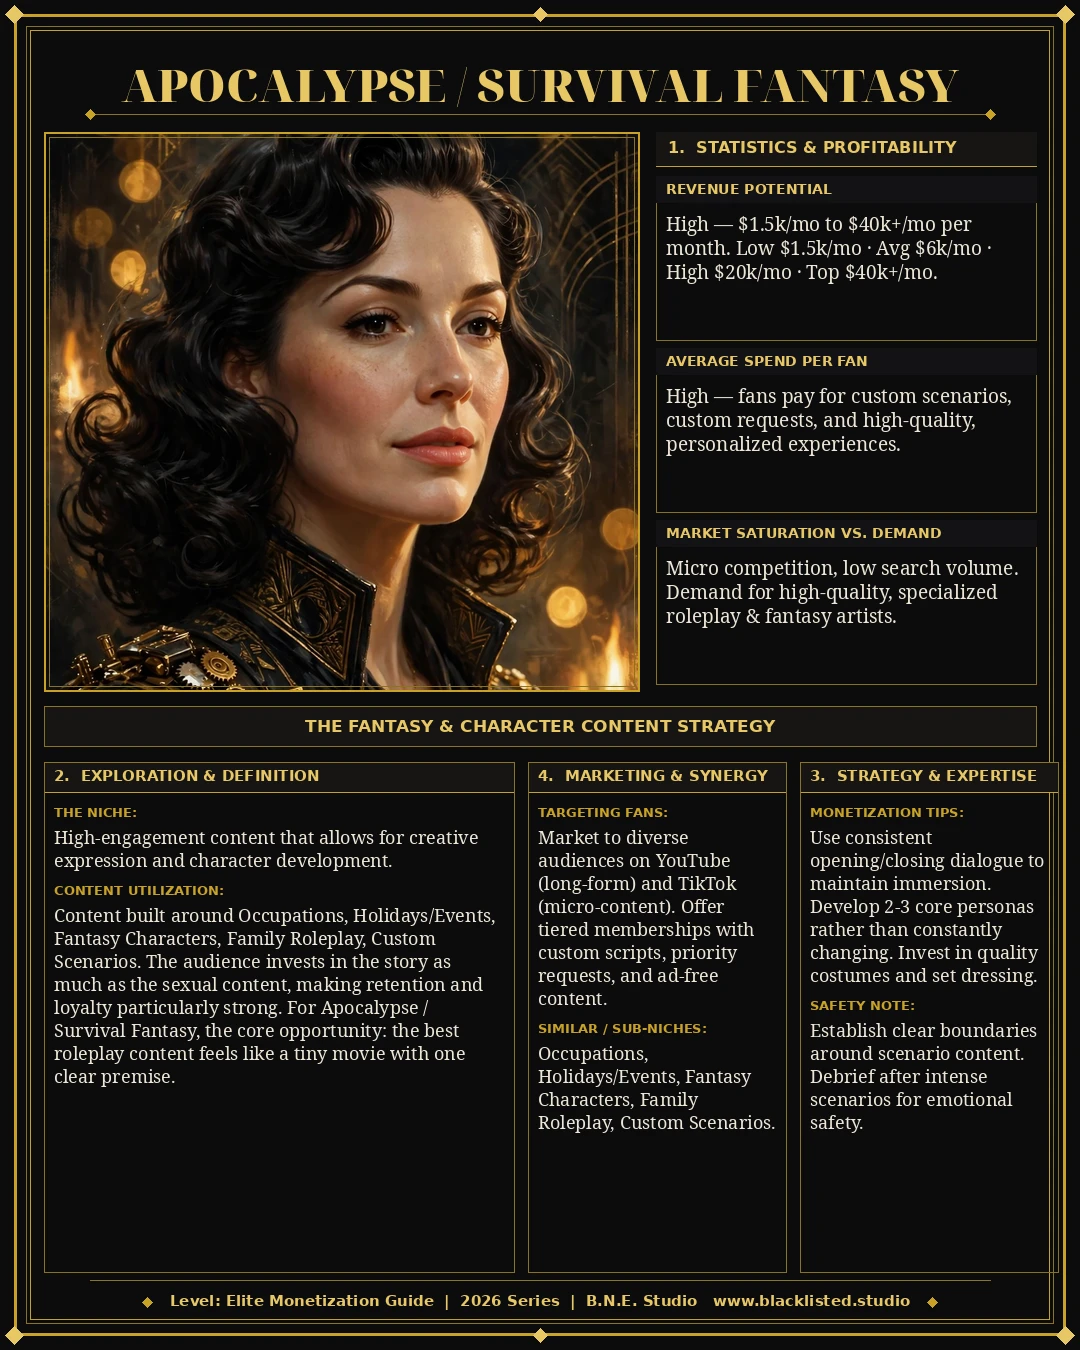 APOCALYPSE / SURVIVAL FANTASY
1. STATISTICS & PROFITABILITY
REVENUE POTENTIAL
High — $1.5k/mo to $40k+/mo per
month. Low $1.5k/mo · Avg $6k/mo ·
High $20k/mo · Top $40k+/mo.
AVERAGE SPEND PER FAN
High — fans pay for custom scenarios,
custom requests, and high-quality,
personalized experiences.
MARKET SATURATION VS. DEMAND
Micro competition, low search volume.
Demand for high-quality, specialized
roleplay & fantasy artists.
THE FANTASY & CHARACTER CONTENT STRATEGY
2. EXPLORATION & DEFINITION
THE NICHE:
High-engagement content that allows for creative
expression and character development.
CONTENT UTILIZATION:
Content built around Occupations, Holidays/Events,
Fantasy Characters, Family Roleplay, Custom
Scenarios. The audience invests in the story as
much as the sexual content, making retention and
loyalty particularly strong. For Apocalypse /
Survival Fantasy, the core opportunity: the best
roleplay content feels like a tiny movie with one
clear premise.
4. MARKETING & SYNERGY
TARGETING FANS:
Market to diverse
audiences on YouTube
(long-form) and TikTok
(micro-content). Offer
tiered memberships with
custom scripts, priority
requests, and ad-free
content.
SIMILAR / SUB-NICHES:
Occupations,
Holidays/Events, Fantasy
Characters, Family
Roleplay, Custom Scenarios.
3. STRATEGY & EXPERTISE
MONETIZATION TIPS:
Use consistent
opening/closing dialogue to
maintain immersion.
Develop 2-3 core personas
rather than constantly
changing. Invest in quality
costumes and set dressing.
SAFETY NOTE:
Establish clear boundaries
around scenario content.
Debrief after intense
scenarios for emotional
safety.
Level: Elite Monetization Guide | 2026 Series | B.N.E. Studio www.blacklisted.studio